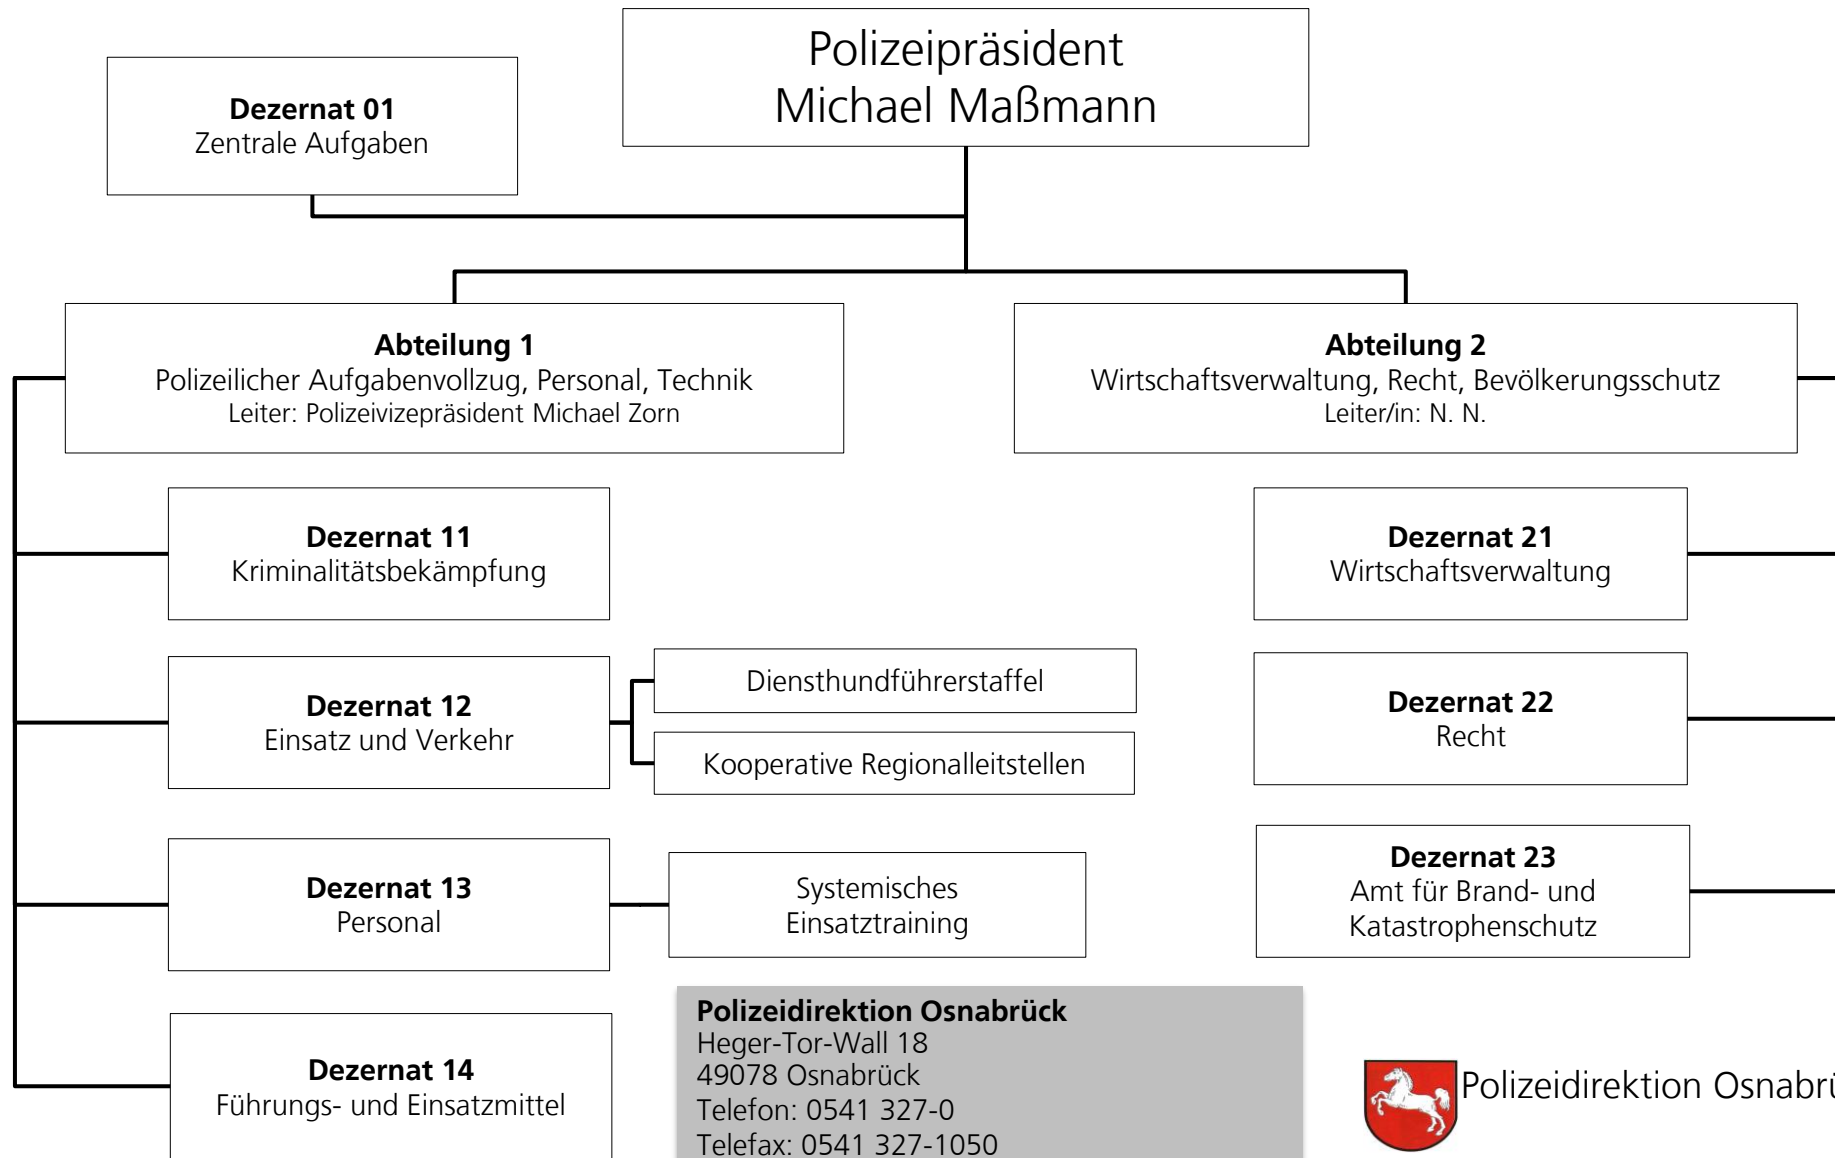 Polizeipräsident
Michael Maßmann
Dezernat 01
Zentrale Aufgaben
Abteilung 1
Polizeilicher Aufgabenvollzug, Personal, Technik
Leiter: Polizeivizepräsident Michael Zorn
Abteilung 2
Wirtschaftsverwaltung, Recht, Bevölkerungsschutz
Leiter/in: N. N.
Dezernat 11
Kriminalitätsbekämpfung
Dezernat 21
Wirtschaftsverwaltung
Dezernat 12
Einsatz und Verkehr
Diensthundführerstaffel
Kooperative Regionalleitstellen
Dezernat 22
Recht
Dezernat 13
Personal
Systemisches
Einsatztraining
Dezernat 23
Amt für Brand- und
Katastrophenschutz
Dezernat 14
Führungs- und Einsatzmittel
Polizeidirektion Osnabrück
Heger-Tor-Wall 18
49078 Osnabrück
Telefon: 0541 327-0
Telefax: 0541 327-1050
Polizeidirektion Osnabrü